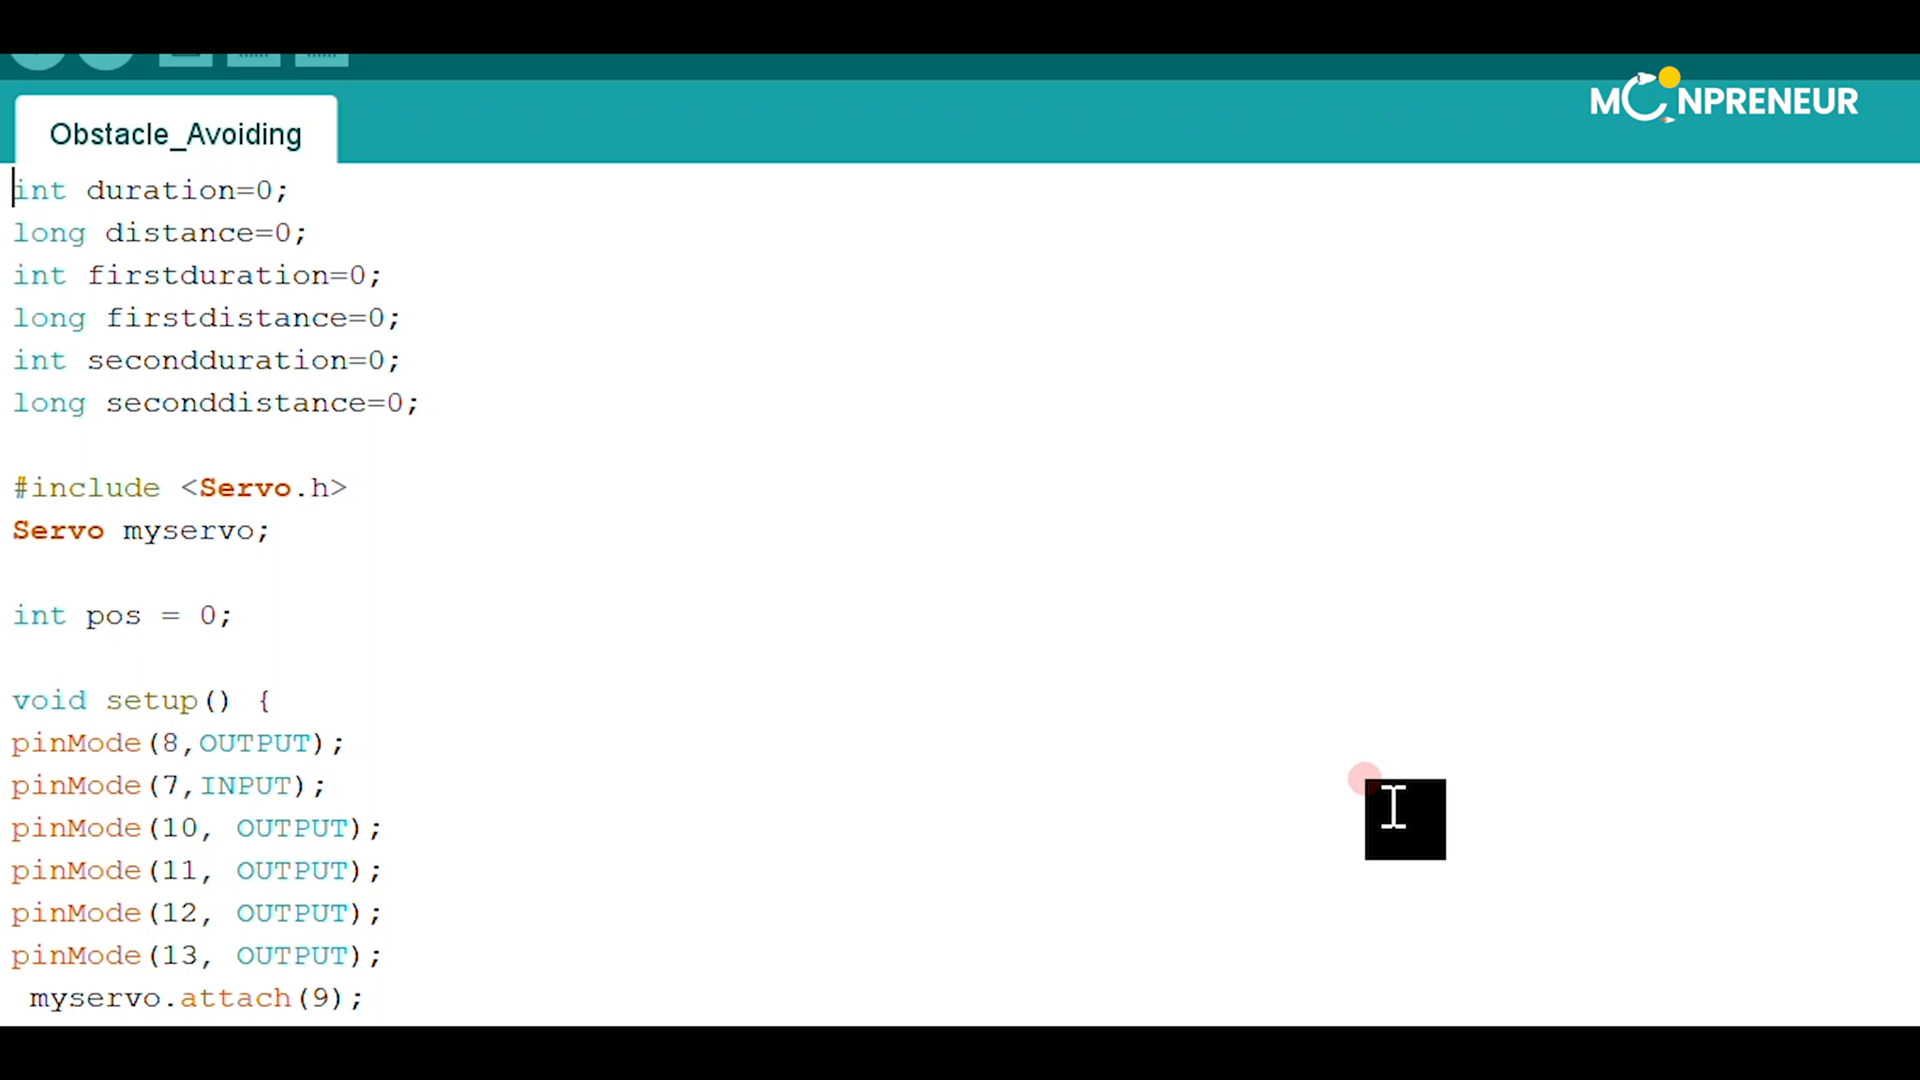 MOONPRENEUR
Obstacle_Avoiding
int duration=0;
long distance=0;
int firstduration=0;
long firstdistance=0;
int secondduration=0;
long seconddistance=0;
#include <Servo.h>
Servo myservo;
int pos = 0;
void setup() {
pinMode(8,OUTPUT);
pinMode(7,INPUT);
pinMode(10, OUTPUT);
pinMode(11, OUTPUT);
pinMode(12, OUTPUT);
pinMode(13, OUTPUT);
myservo.attach(9);